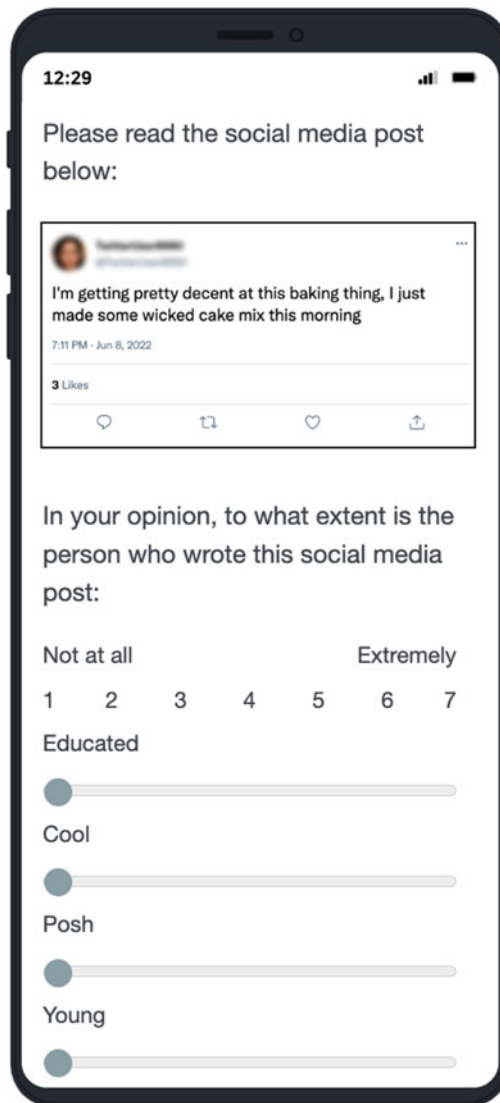 12:29
Please read the social media post
below:
I'm getting pretty decent at this baking thing, I just
made some wicked cake mix this morning
7:11 PM - Jun 8, 2022
3 Likes
In your opinion, to what extent is the
person who wrote this social media
post:
Not at all Extremely
1 2 3 4 5 6 7
Educated
Cool
Posh
Young